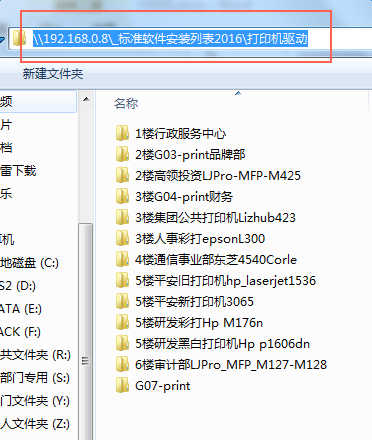 \\192.168.0.8\_标准软件安装列表2016\打印机驱动
新建文件夹
名称
频
片
档
雷下载
乐
算机
地磁盘 (C:)
S2 (D:)
ATA (E:)
ACK (F:)
共文件夹 (R:)
部门专用 (S:)
门文件夹 (Y:)
人文件夹 (Z:)
1楼行政服务中心
2楼G03-print品牌部
2楼高领投资LJPro-MFP-M425
3楼G04-print财务
3楼集团公共打印机Lizhub423
3楼人事彩打epsonL300
4楼通信事业部东芝4540Corle
5楼平安旧打印机hp_laserjet1536
5楼平安新打印机3065
5楼研发彩打Hp M176n
5楼研发黑白打印机Hp p1606dn
6楼审计部LJPro_MFP_M127-M128
G07-print